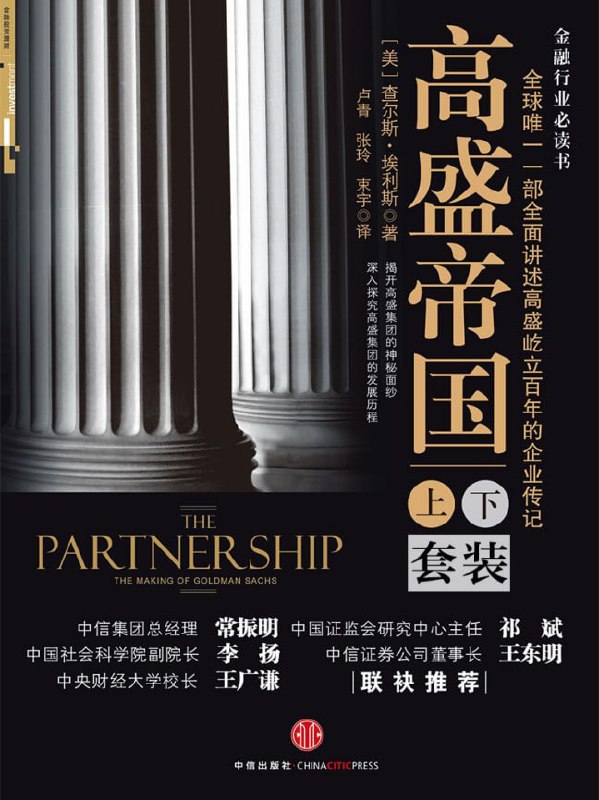 金融投资理财
investment
金融行业必读书
全球唯一一部全面讲述高盛屹立百年的企业传记
高盛帝国
上 下
套装
［美］查尔斯·埃利斯◎著
卢青 张玲 束宇◎译
揭开高盛集团的神秘面纱
深入探究高盛集团的发展历程
THE
PARTNERSHIP
THE MAKING OF GOLDMAN SACHS
中信集团总经理 常振明 中国证监会研究中心主任 祁斌
中国社会科学院副院长 李扬 中信证券公司董事长 王东明
中央财经大学校长 王广谦 |联袂推荐|
中信出版社·CHINACITICPRESS